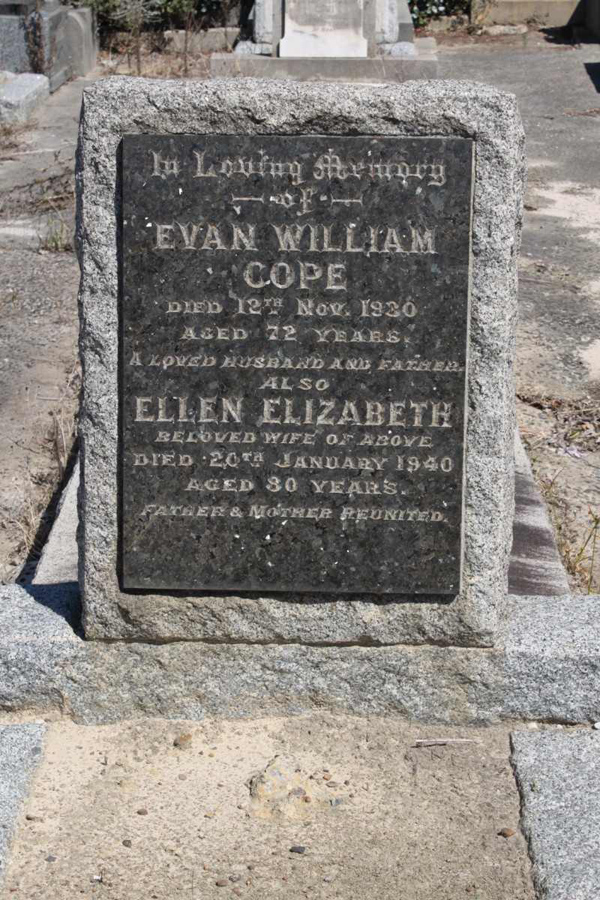 In Loving Memory
of
EVAN WILLIAM
COPE
DIED 12TH NOV. 1930
AGED 72 YEARS.
A LOVED HUSBAND AND FATHER.
ALSO
ELLEN ELIZABETH
BELOVED WIFE OF ABOVE
DIED 20TH JANUARY 1940
AGED 80 YEARS.
FATHER & MOTHER REUNITED.